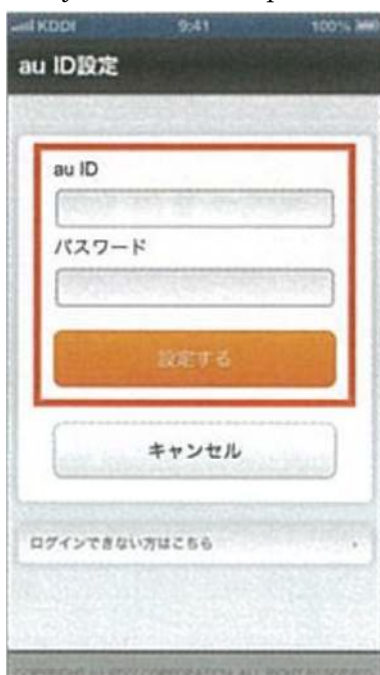 KDDI 9:41 100%
au ID設定
au ID
パスワード
設定する
キャンセル
ログインできない方はこちら